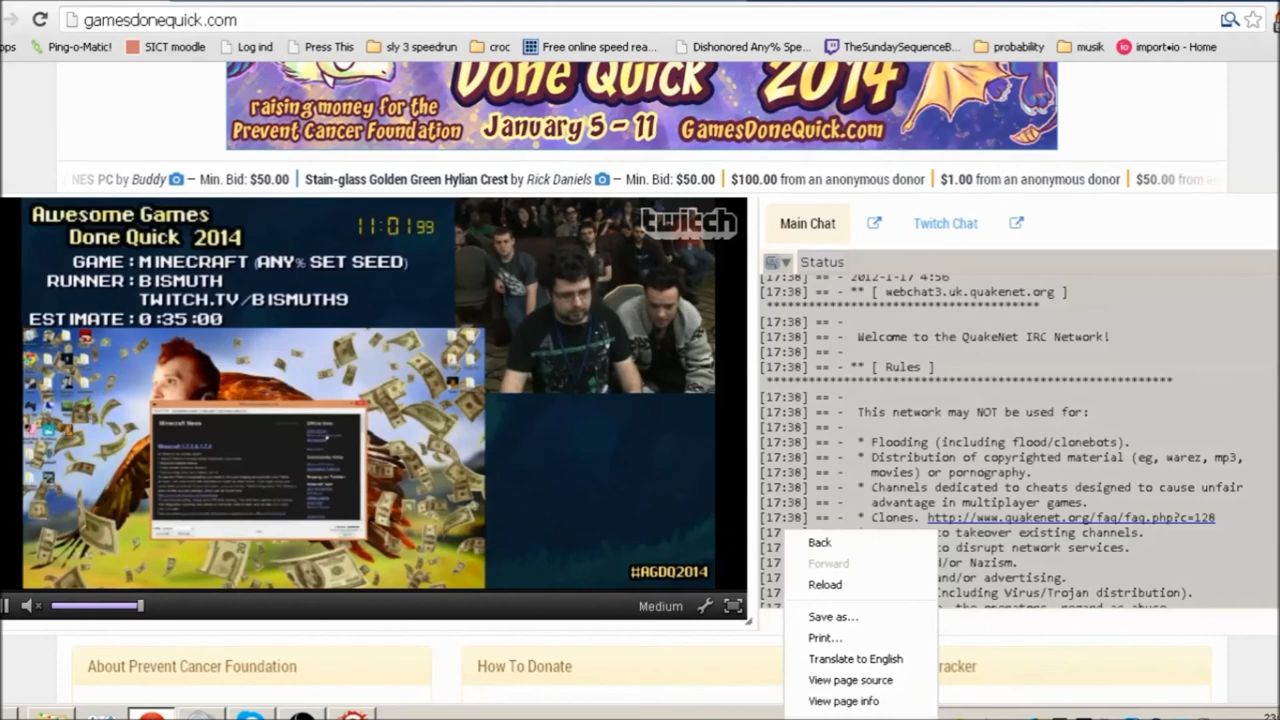 gamesdonequick.com
Ping-o-Matic!
SICT moodle
Log ind
Press This
sly 3 speedrun
croc
Free online speed rea...
Dishonored Any% Spe...
TheSundaySequenceB...
probability
musik
import•io - Home
Done Quick 2014
raising money for the
Prevent Cancer Foundation
January 5 - 11
GamesDoneQuick.com
NES PC by Buddy – Min. Bid: $50.00
Stain-glass Golden Green Hylian Crest by Rick Daniels – Min. Bid: $50.00
$100.00 from an anonymous donor
$1.00 from an anonymous donor
$50.00
Awesome Games
Done Quick 2014
11:01 99
GAME : MINECRAFT (ANY% SET SEED)
RUNNER : BISMUTH
TWITCH.TV/BISMUTH9
ESTIMATE : 0:35:00
twitch
Minecraft News
#AGDQ2014
Medium
Main Chat
Twitch Chat
Status
2012-1-17 4:56
[17:38] == - ** [ webchat3.uk.quakenet.org ]
************************************
[17:38] == -
[17:38] == - Welcome to the QuakeNet IRC Network!
[17:38] == -
[17:38] == - ** [ Rules ]
*******************************************************
[17:38] == -
[17:38] == - This network may NOT be used for:
[17:38] == -
[17:38] == - * Flooding (including flood/clonebots).
[17:38] == - * Distribution of copyrighted material (eg, warez, mp3,
movies) or pornography.
[17:38] == - * Channels dedicated to cheats designed to cause unfair
advantage in multiplayer games.
[17:38] == - * Clones. http://www.quakenet.org/faq/faq.php?c=128
to takeover existing channels.
to disrupt network services.
nd/or Nazism.
and/or advertising.
(including Virus/Trojan distribution).
Back
Forward
Reload
Save as...
Print...
Translate to English
View page source
View page info
About Prevent Cancer Foundation
How To Donate
racker